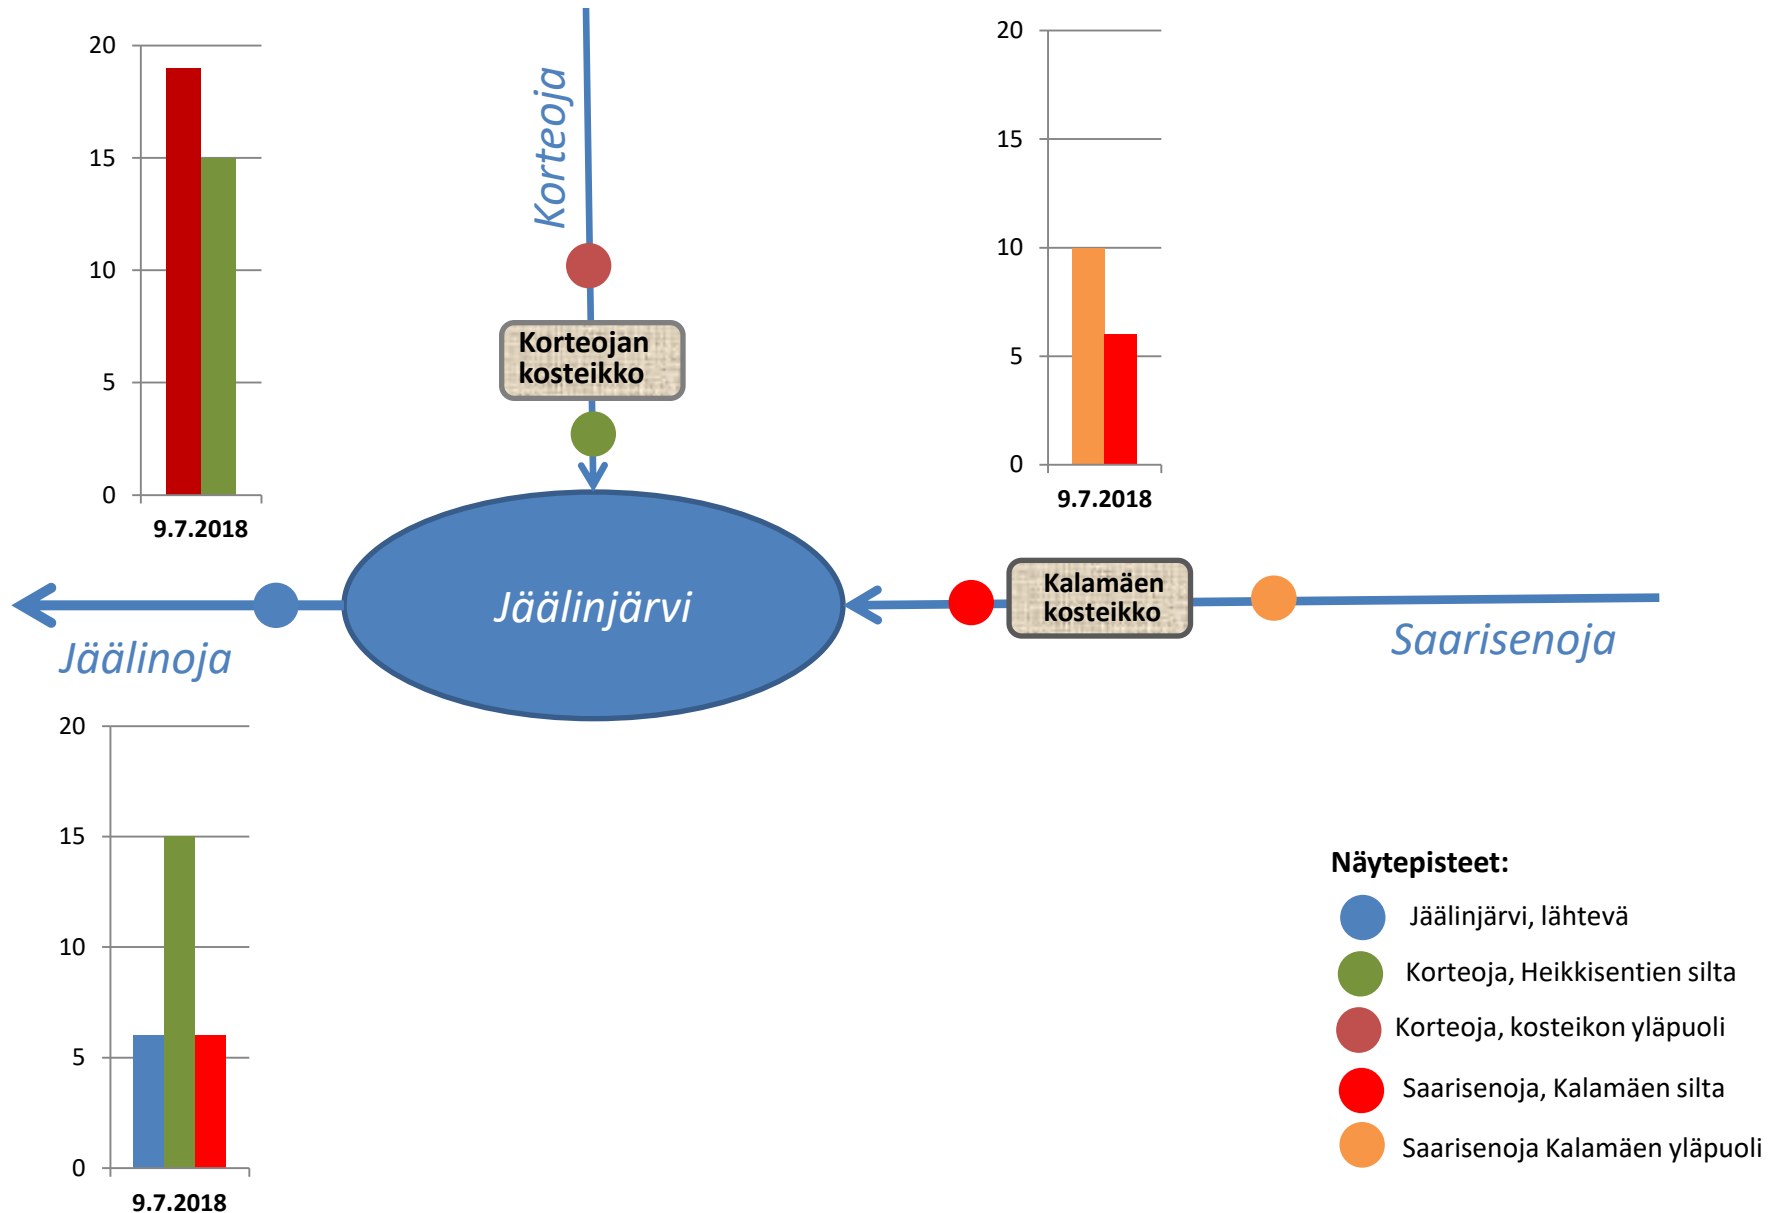 20
15
10
5
0
9.7.2018
Korteoja
Korteojan
kosteikko
20
15
10
5
0
9.7.2018
Jäälinjärvi
Kalamäen
kosteikko
Jäälinoja
Saarisenoja
20
15
10
5
0
9.7.2018
Näytepisteet:
Jäälinjärvi, lähtevä
Korteoja, Heikkisentien silta
Korteoja, kosteikon yläpuoli
Saarisenoja, Kalamäen silta
Saarisenoja Kalamäen yläpuoli